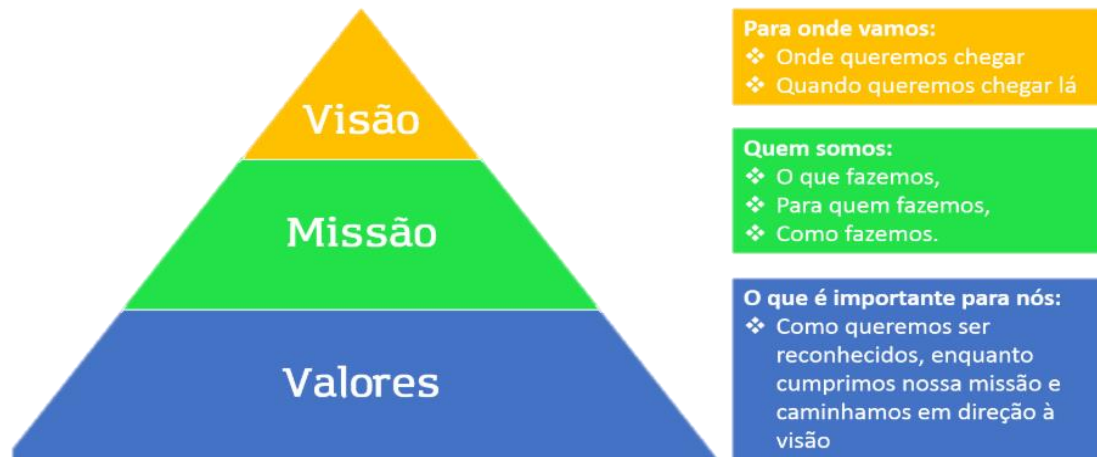 Visão
Para onde vamos:
❖ Onde queremos chegar
❖ Quando queremos chegar lá
Missão
Quem somos:
❖ O que fazemos,
❖ Para quem fazemos,
❖ Como fazemos.
Valores
O que é importante para nós:
❖ Como queremos ser
reconhecidos, enquanto
cumprimos nossa missão e
caminhamos em direção à
visão